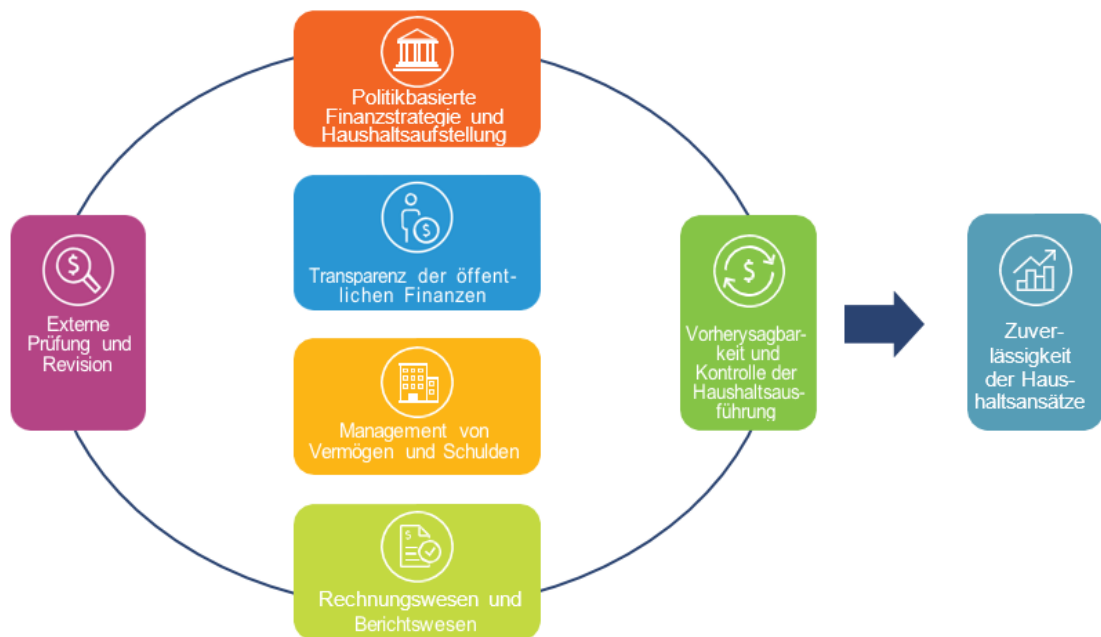 Politikbasierte
Finanzstrategie und
Haushaltsaufstellung
$
Transparenz der öffent-
lichen Finanzen
$
Externe
Prüfung und
Revision
$
Vorherysagbar-
keit und
Kontrolle der
Haushaltsaus-
führung
Zuver-
lässigkeit
der Haus-
haltsansätze
Management von
Vermögen und Schulden
$
Rechnungswesen und
Berichtswesen